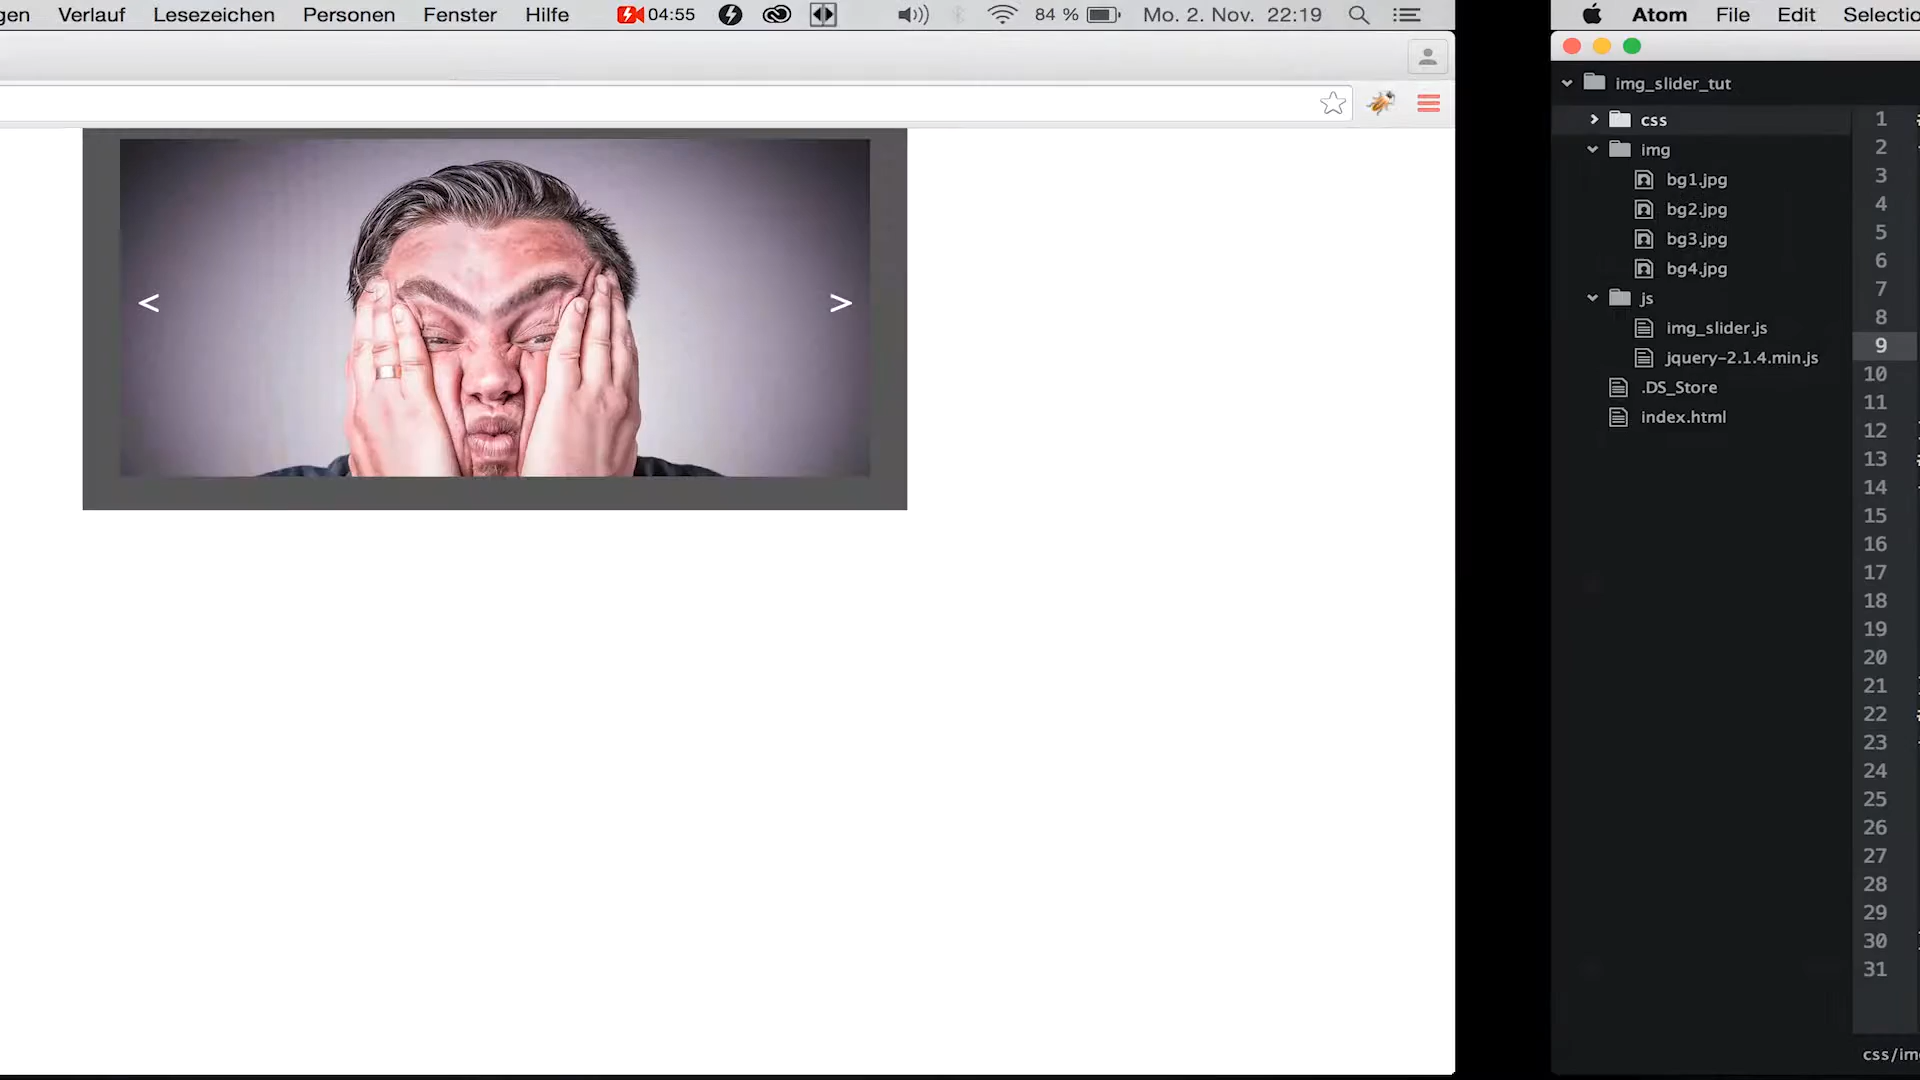 gen Verlauf Lesezeichen Personen Fenster Hilfe 04:55 84 % Mo. 2. Nov. 22:19
<
>
Atom File Edit Selectio
img_slider_tut
css
img
bg1.jpg
bg2.jpg
bg3.jpg
bg4.jpg
js
img_slider.js
jquery-2.1.4.min.js
.DS_Store
index.html
1
2
3
4
5
6
7
8
9
10
11
12
13
14
15
16
17
18
19
20
21
22
23
24
25
26
27
28
29
30
31
css/im